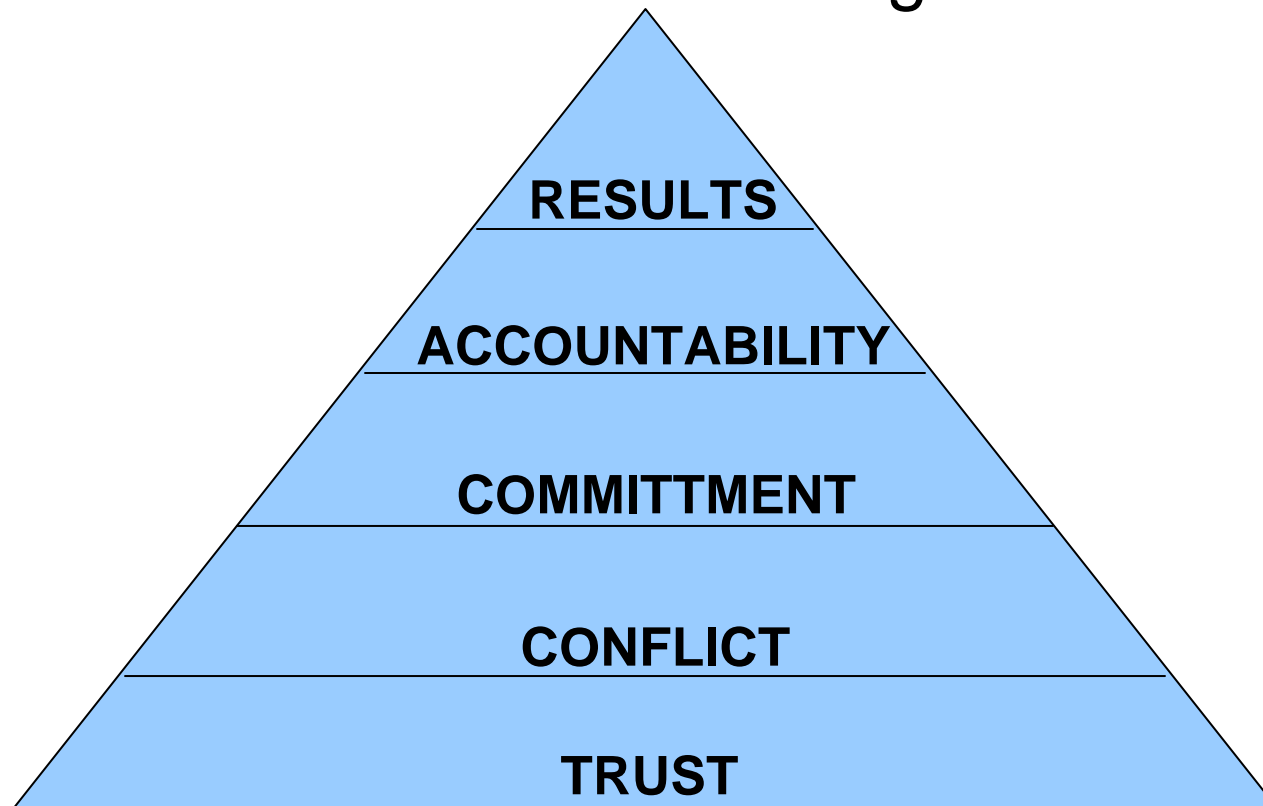 RESULTS
ACCOUNTABILITY
COMMITTMENT
CONFLICT
TRUST